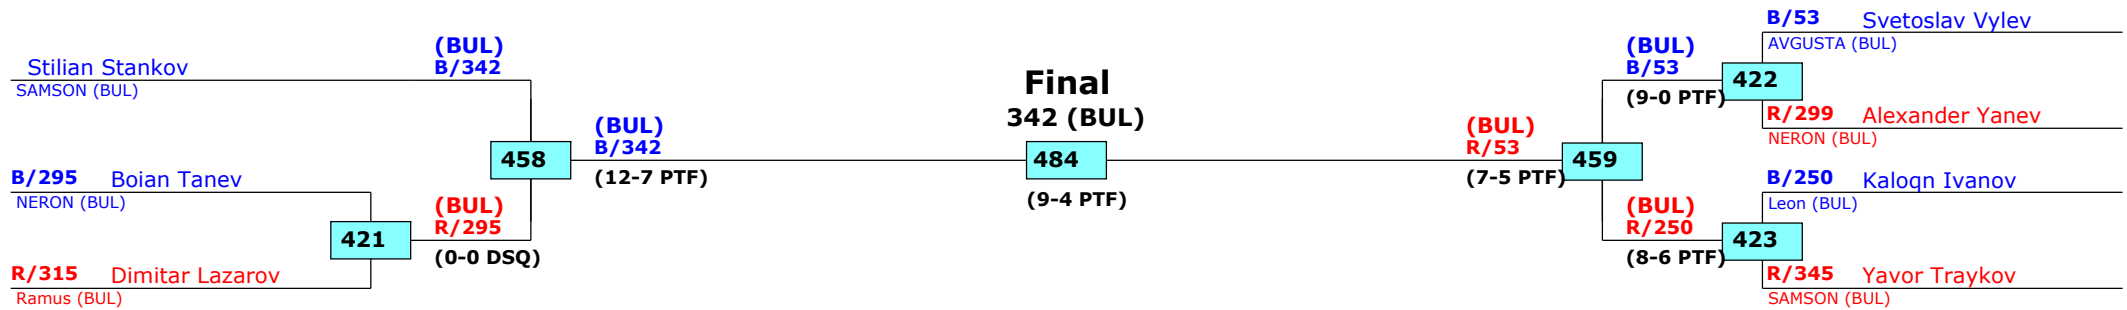 Stilian Stankov
SAMSON (BUL)
(BUL)
B/342
B/295 Boian Tanev
NERON (BUL)
421
R/315 Dimitar Lazarov
Ramus (BUL)
(BUL)
R/295
(0-0 DSQ)
458
(BUL)
B/342
(12-7 PTF)
Final
342 (BUL)
484
(9-4 PTF)
(BUL)
R/53
(7-5 PTF)
459
(BUL)
B/53
(9-0 PTF)
422
B/53 Svetoslav Vylev
AVGUSTA (BUL)
R/299 Alexander Yanev
NERON (BUL)
(BUL)
R/250
(8-6 PTF)
423
B/250 Kaloqn Ivanov
Leon (BUL)
R/345 Yavor Traykov
SAMSON (BUL)